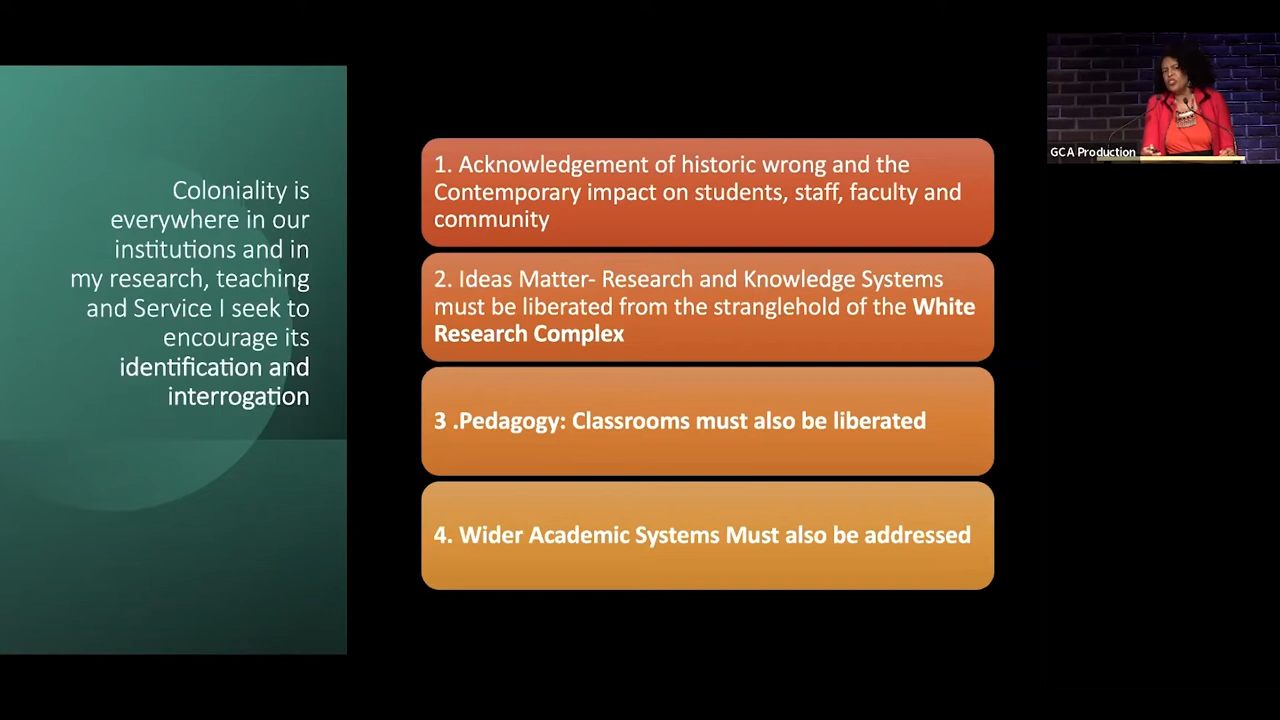 Coloniality is
everywhere in our
institutions and in
my research, teaching
and Service I seek to
encourage its
identification and
interrogation
1. Acknowledgement of historic wrong and the
Contemporary impact on students, staff, faculty and
community
2. Ideas Matter- Research and Knowledge Systems
must be liberated from the stranglehold of the White
Research Complex
3 .Pedagogy: Classrooms must also be liberated
4. Wider Academic Systems Must also be addressed
GCA Production